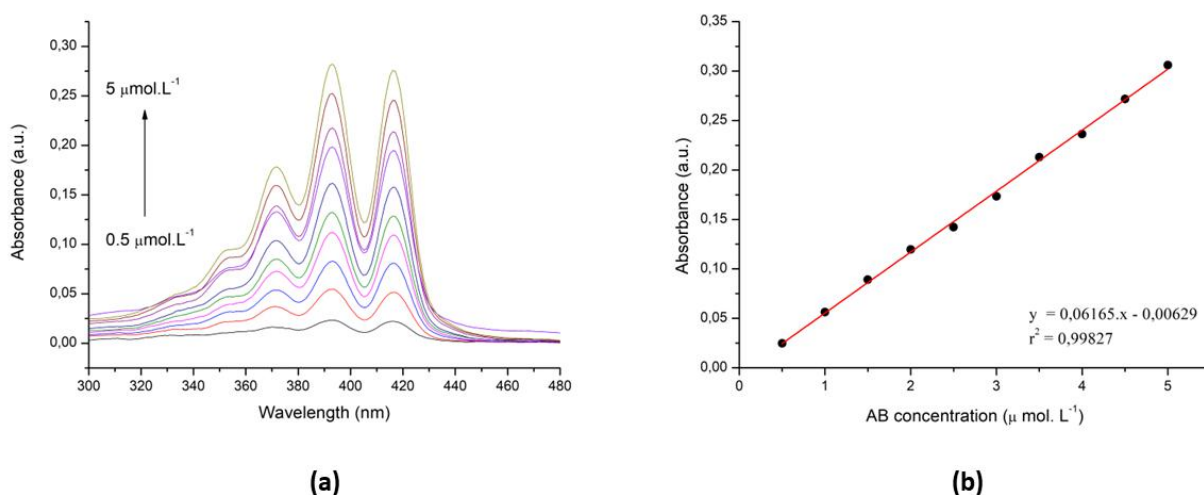 0,30
0,25
0,20
0,15
0,10
0,05
0,00
Absorbance (a.u.)
5 μmol.L⁻¹
0.5 μmol.L⁻¹
300 320 340 360 380 400 420 440 460 480
Wavelength (nm)
(a)
0,35
0,30
0,25
0,20
0,15
0,10
0,05
0,00
Absorbance (a.u.)
y = 0,06165.x - 0,00629
r² = 0,99827
0 1 2 3 4 5
AB concentration (μ mol. L⁻¹)
(b)